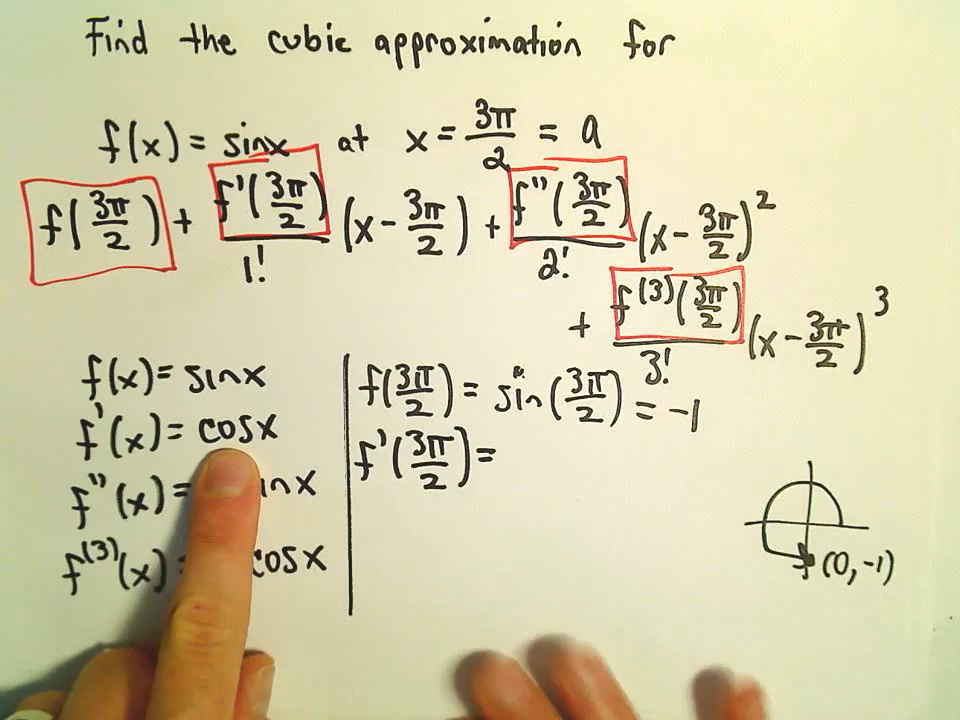 Find the cubic approximation for
f(x) = sinx at x = 3π/2 = a
f(3π/2) + f'(3π/2)/1! (x - 3π/2) + f''(3π/2)/2! (x - 3π/2)^2
+ f^(3)(3π/2)/3! (x - 3π/2)^3
f(x) = sinx
f'(x) = cosx
f''(x) = inx
f^(3)(x) = cosx
f(3π/2) = sin(3π/2) = -1
f'(3π/2) =
(0, -1)